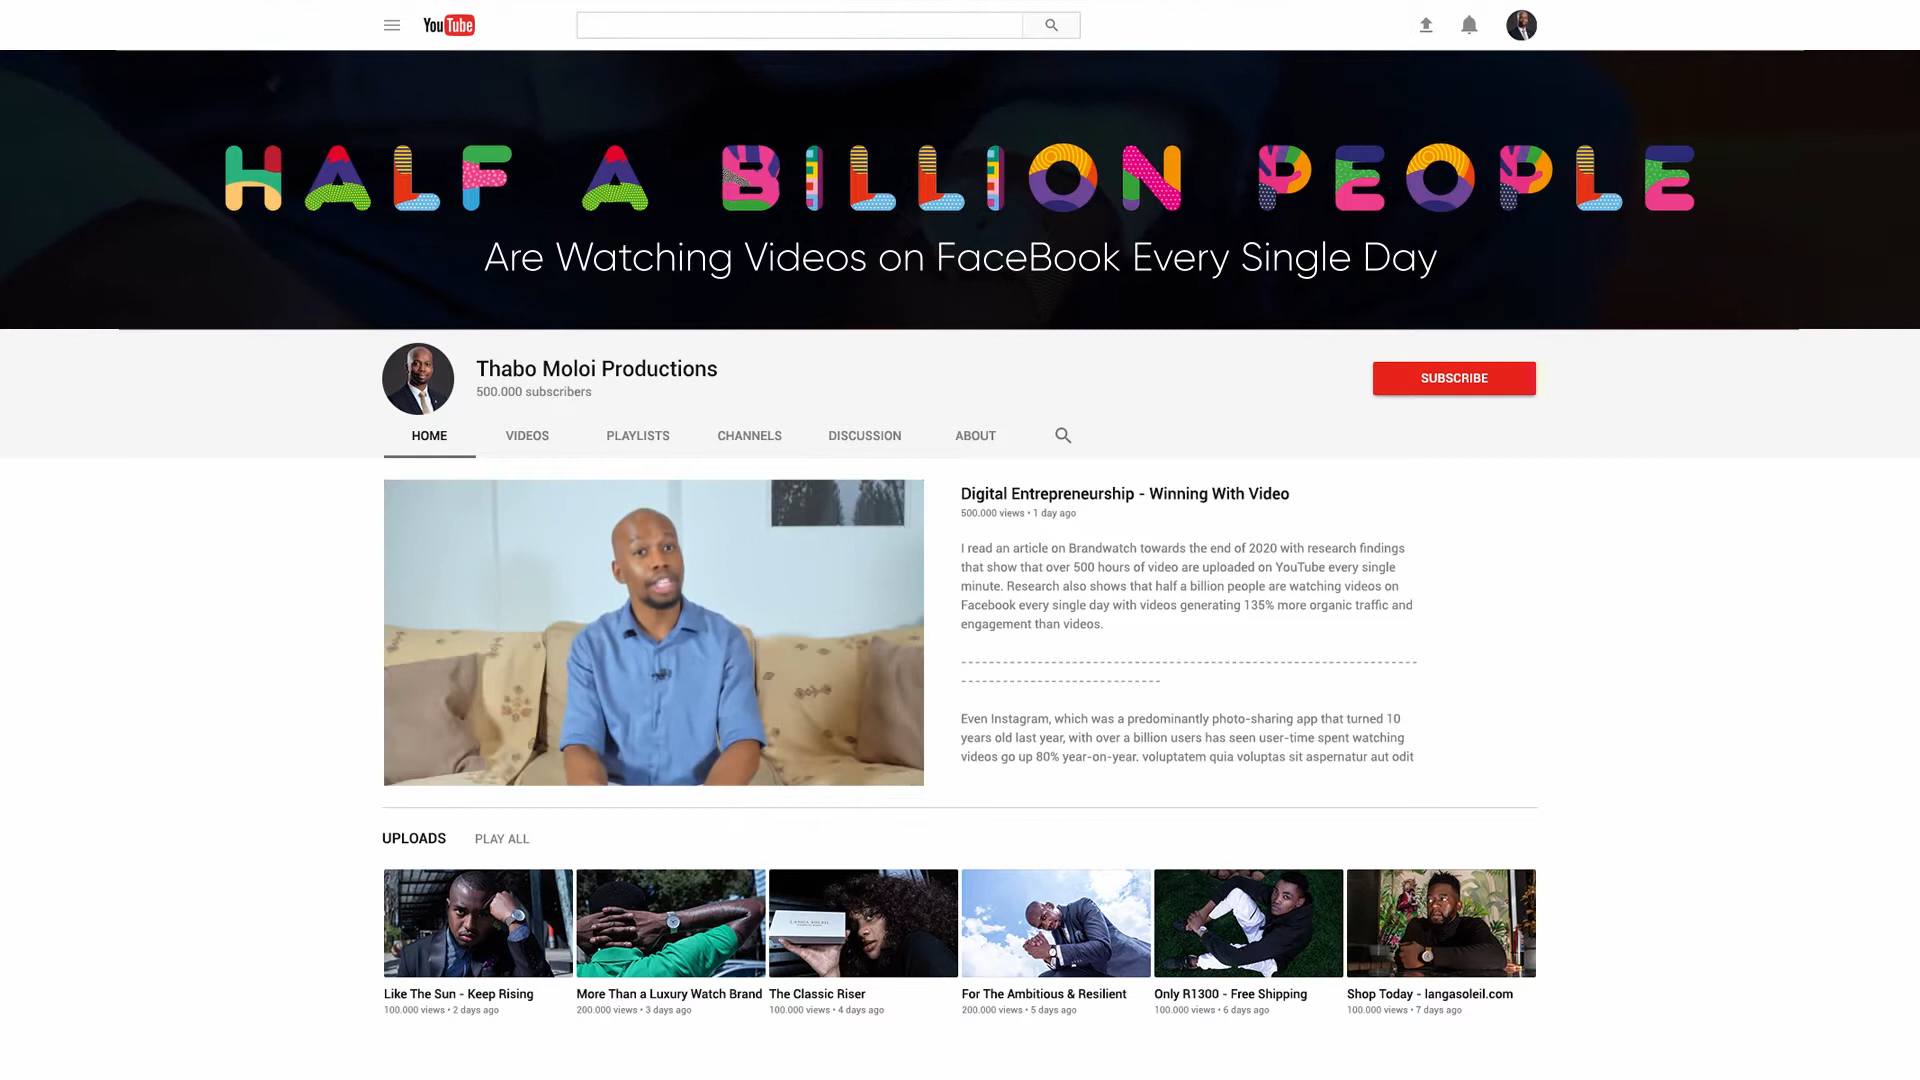 YouTube
HALF A BILLION PEOPLE
Are Watching Videos on FaceBook Every Single Day
Thabo Moloi Productions
500.000 subscribers
SUBSCRIBE
HOME VIDEOS PLAYLISTS CHANNELS DISCUSSION ABOUT
Digital Entrepreneurship - Winning With Video
500.000 views • 1 day ago
I read an article on Brandwatch towards the end of 2020 with research findings
that show that over 500 hours of video are uploaded on YouTube every single
minute. Research also shows that half a billion people are watching videos on
Facebook every single day with videos generating 135% more organic traffic and
engagement than videos.
Even Instagram, which was a predominantly photo-sharing app that turned 10
years old last year, with over a billion users has seen user-time spent watching
videos go up 80% year-on-year. voluptatem quia voluptas sit aspernatur aut odit
UPLOADS PLAY ALL
LANGA SOLEIL
Like The Sun - Keep Rising
100.000 views • 2 days ago
More Than a Luxury Watch Brand
200.000 views • 3 days ago
The Classic Riser
100.000 views • 4 days ago
For The Ambitious & Resilient
200.000 views • 5 days ago
Only R1300 - Free Shipping
100.000 views • 6 days ago
Shop Today - langasoleil.com
100.000 views • 7 days ago